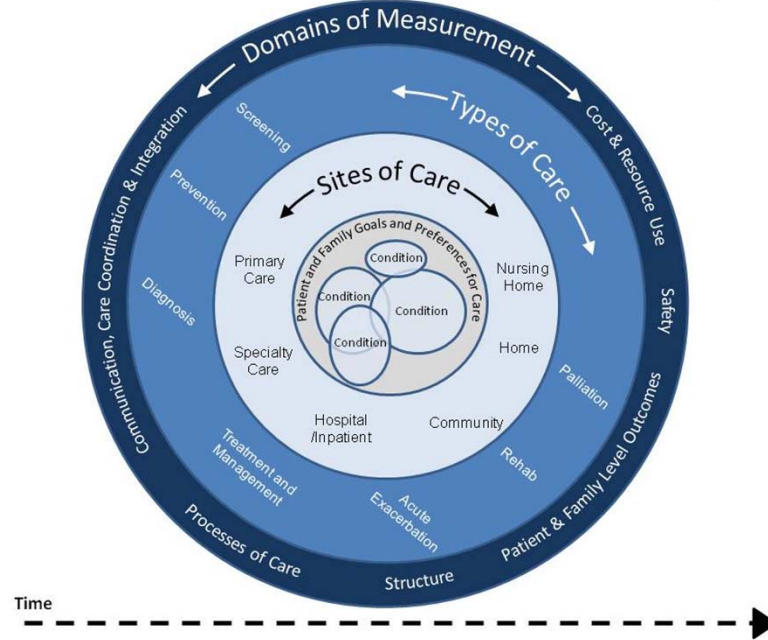 Domains of Measurement
Cost & Resource Use
Safety
Patient & Family Level Outcomes
Structure
Processes of Care
Communication, Care Coordination & Integration
Types of Care
Screening
Prevention
Diagnosis
Treatment and
Management
Acute
Exacerbation
Rehab
Palliation
Sites of Care
Primary
Care
Specialty
Care
Hospital
/Inpatient
Community
Home
Nursing
Home
Patient and Family Goals and Preferences for Care
Condition
Condition
Condition
Condition
Time